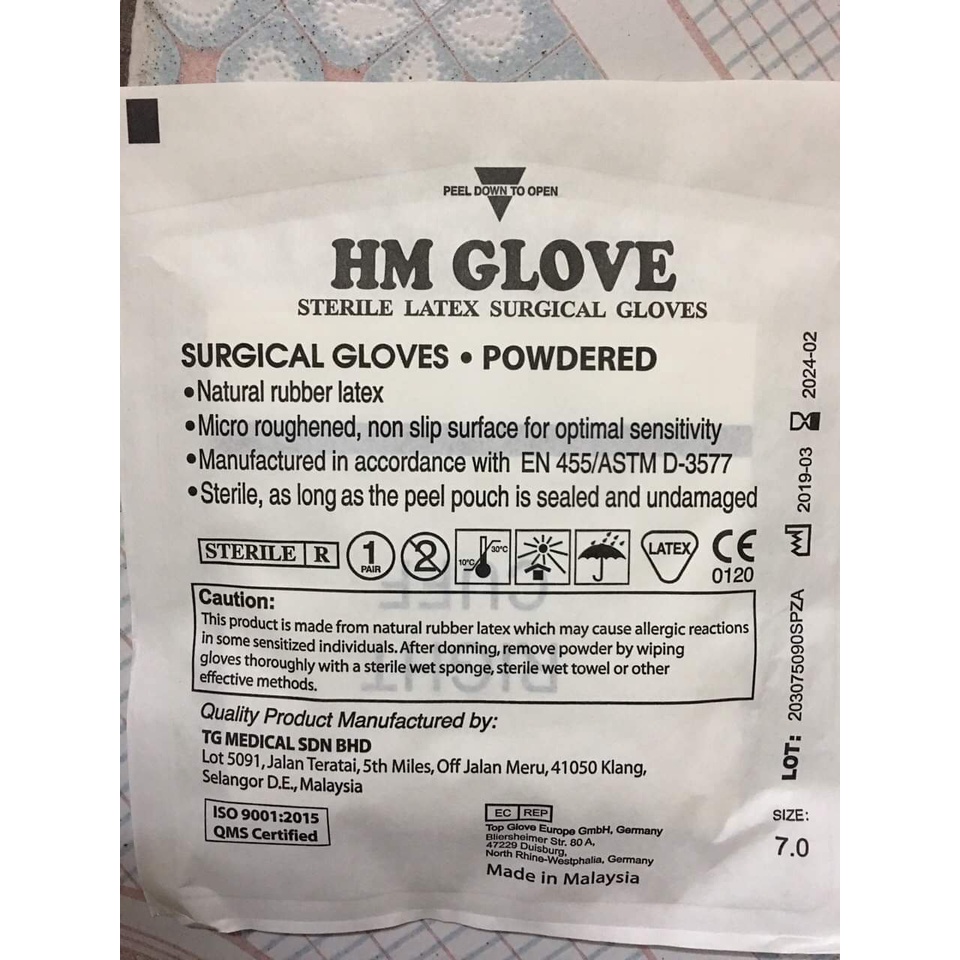 PEEL DOWN TO OPEN
HM GLOVE
STERILE LATEX SURGICAL GLOVES
SURGICAL GLOVES • POWDERED
•Natural rubber latex
•Micro roughened, non slip surface for optimal sensitivity
•Manufactured in accordance with EN 455/ASTM D-3577
•Sterile, as long as the peel pouch is sealed and undamaged
STERILE R
1
PAIR
2
10°C
30°C
LATEX
CE
0120
Caution:
This product is made from natural rubber latex which may cause allergic reactions
in some sensitized individuals. After donning, remove powder by wiping
gloves thoroughly with a sterile wet sponge, sterile wet towel or other
effective methods.
Quality Product Manufactured by:
TG MEDICAL SDN BHD
Lot 5091, Jalan Teratai, 5th Miles, Off Jalan Meru, 41050 Klang,
Selangor D.E., Malaysia
ISO 9001:2015
QMS Certified
EC REP
Top Glove Europe GmbH, Germany
Bliersheimer Str. 80 A,
47229 Duisburg,
North Rhine-Westphalia, Germany
Made in Malaysia
LOT: 203075090SPZA
2019-03
2024-02
SIZE:
7.0